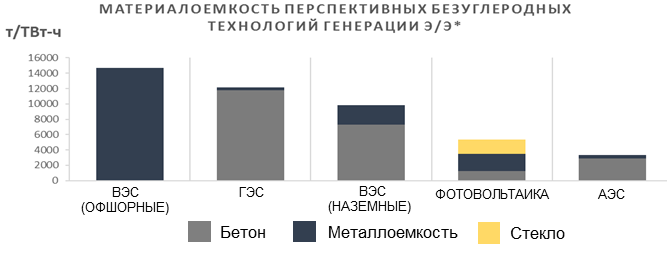 МАТЕРИАЛОЕМКОСТЬ ПЕРСПЕКТИВНЫХ БЕЗУГЛЕРОДНЫХ
ТЕХНОЛОГИЙ ГЕНЕРАЦИИ Э/Э*
т/ТВт-ч
16000
14000
12000
10000
8000
6000
4000
2000
0
ВЭС
(ОФШОРНЫЕ)
ГЭС
ВЭС
(НАЗЕМНЫЕ)
ФОТОВОЛЬТАИКА
АЭС
Бетон
Металлоемкость
Стекло